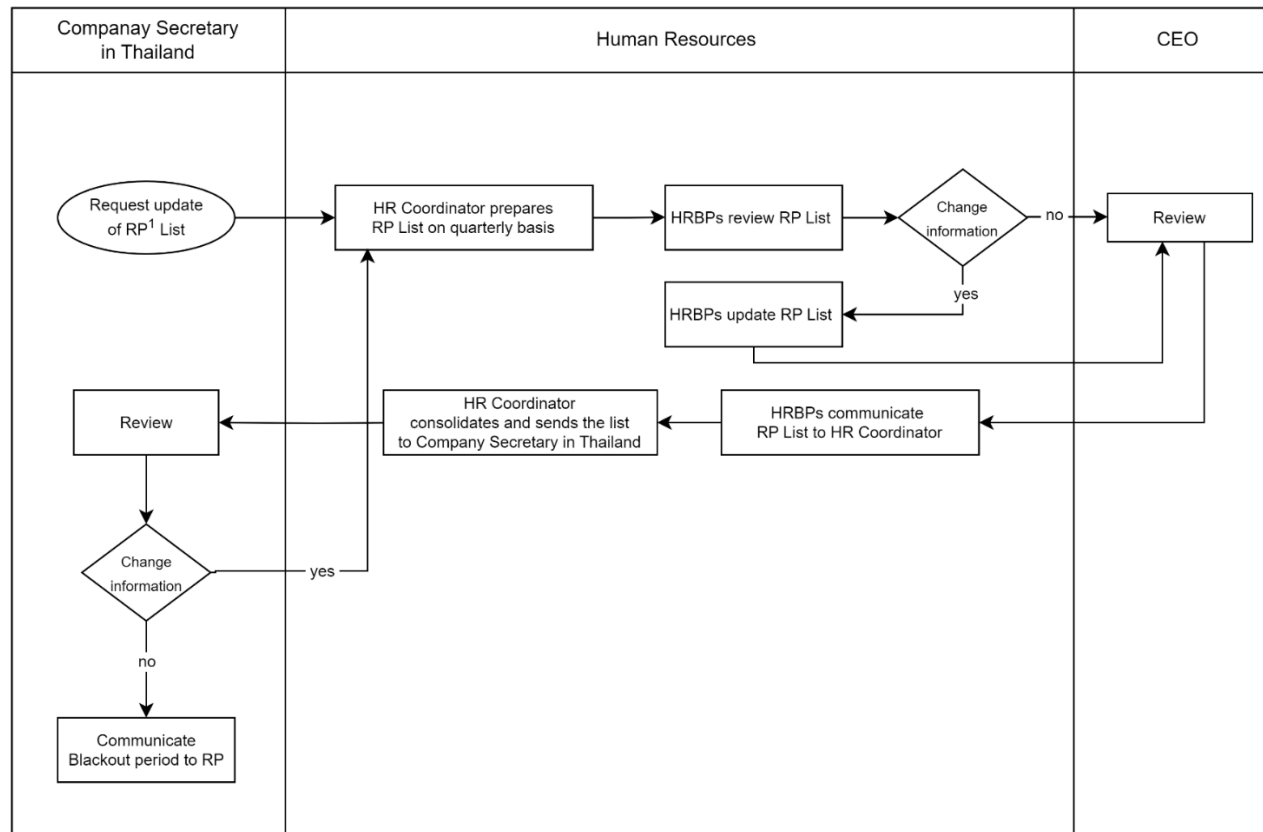 Companay Secretary
in Thailand
Human Resources
CEO
Request update
of RP¹ List
HR Coordinator prepares
RP List on quarterly basis
HRBPs review RP List
Change
information
no
Review
yes
HRBPs update RP List
Review
HR Coordinator
consolidates and sends the list
to Company Secretary in Thailand
HRBPs communicate
RP List to HR Coordinator
Change
information
yes
no
Communicate
Blackout period to RP